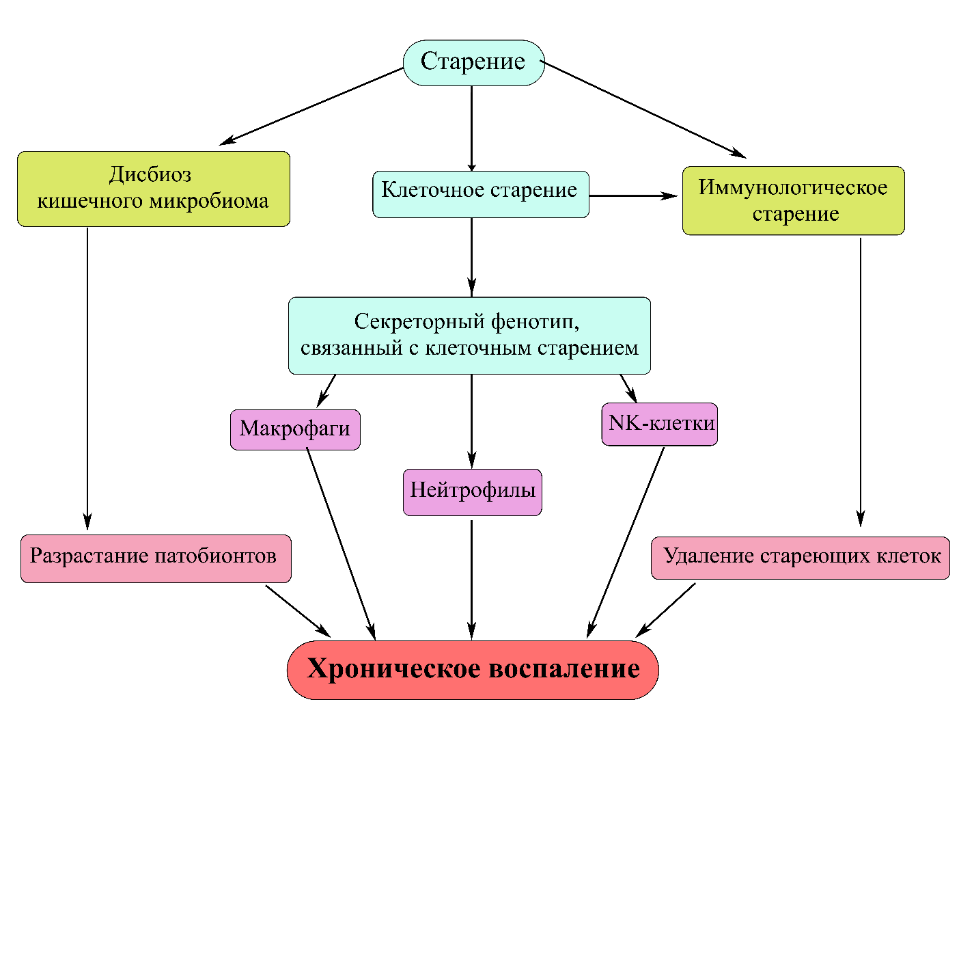 Старение
Дисбиоз
кишечного микробиома
Клеточное старение
Иммунологическое
старение
Секреторный фенотип,
связанный с клеточным старением
Макрофаги
NK-клетки
Нейтрофилы
Разрастание патобионтов
Удаление стареющих клеток
Хроническое воспаление